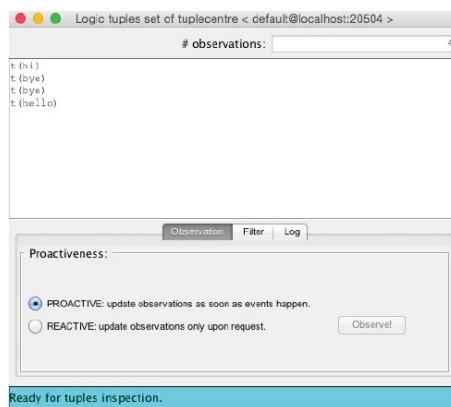 Logic tuples set of tuplecentre < default@localhost:20504 >
# observations:
t(hi)
t(bye)
t(bye)
t(hello)
Observation Filter Log
Proactiveness:
PROACTIVE: update observations as soon as events happen.
REACTIVE: update observations only upon request. Observe!
Ready for tuples inspection.